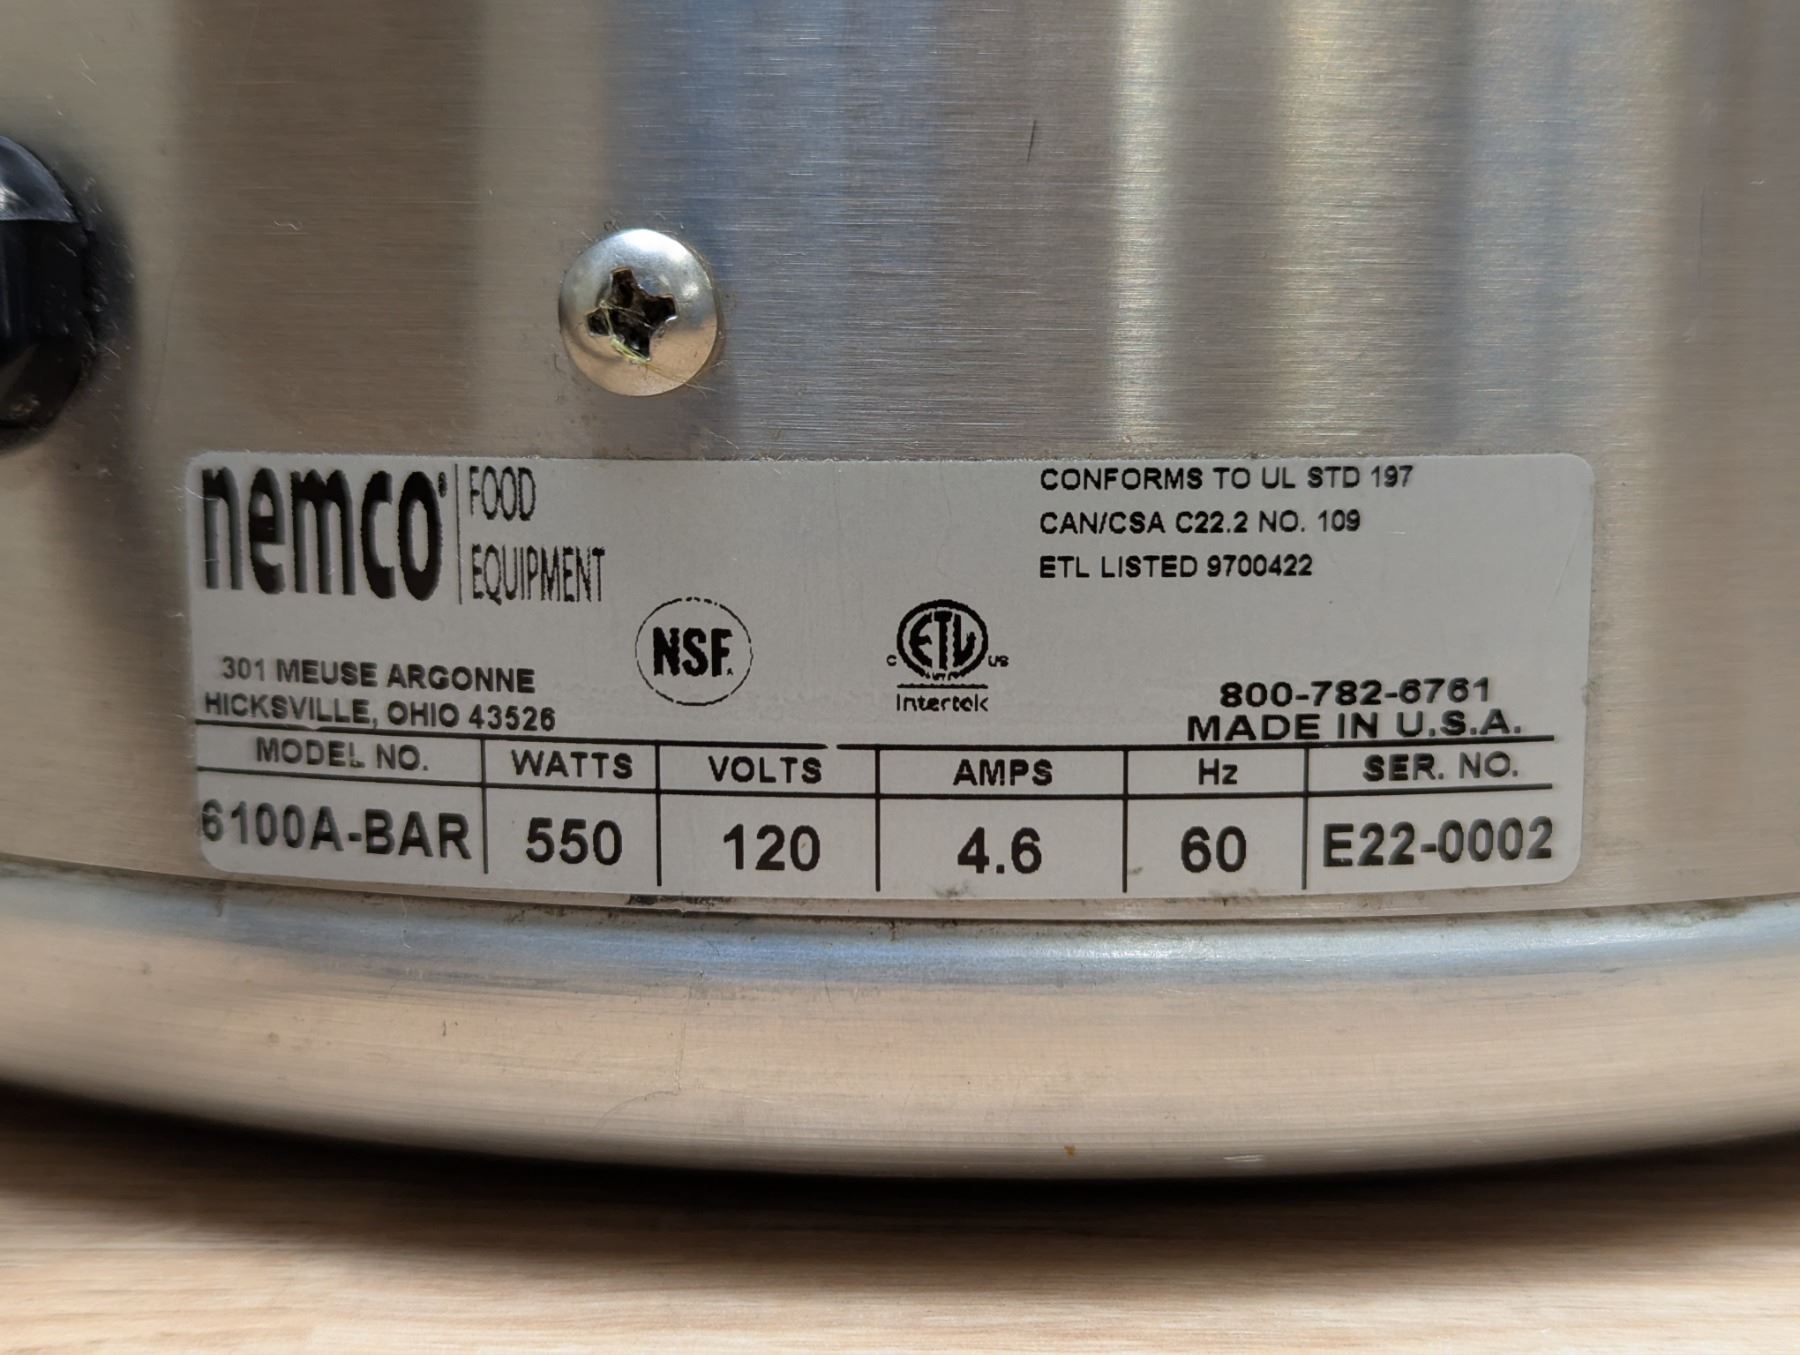 nemco® FOOD
EQUIPMENT
CONFORMS TO UL STD 197
CAN/CSA C22.2 NO. 109
ETL LISTED 9700422
301 MEUSE ARGONNE
HICKSVILLE, OHIO 43526
NSF.
C ETL US
Intertek
800-782-6761
MADE IN U.S.A.
MODEL NO. WATTS VOLTS AMPS Hz SER. NO.
6100A-BAR 550 120 4.6 60 E22-0002